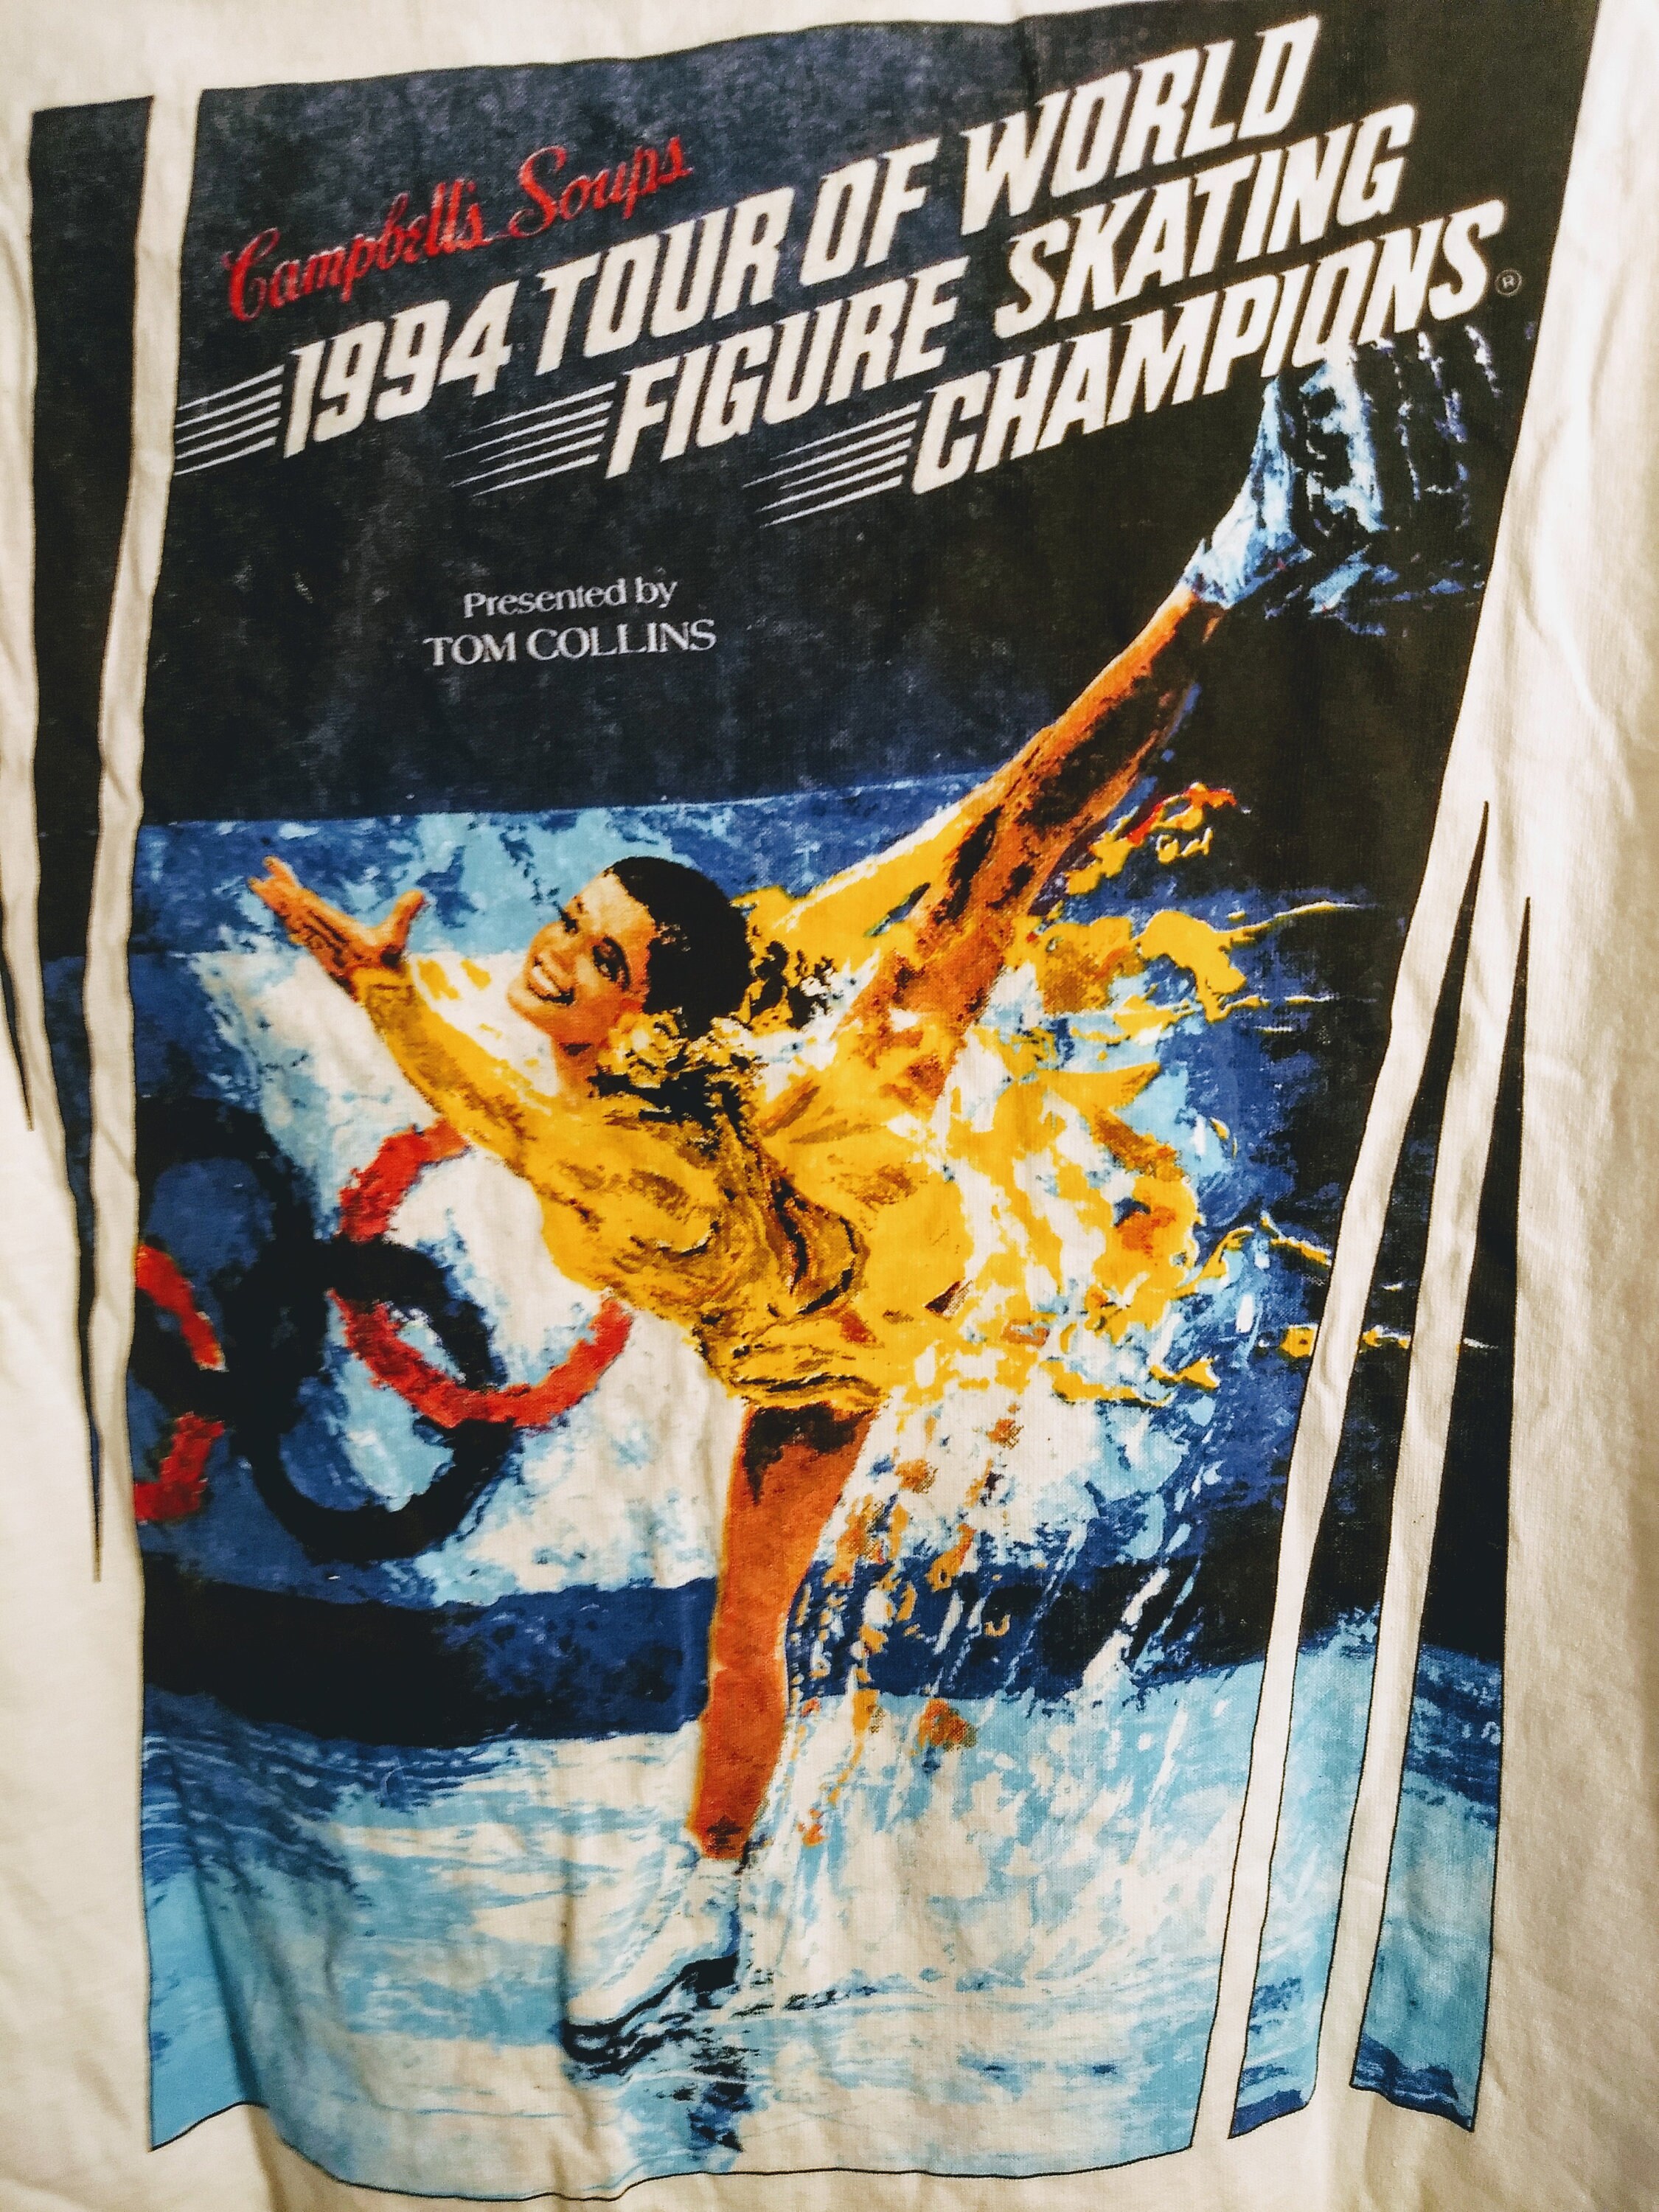 Campbell's Soups
1994 TOUR OF WORLD
FIGURE SKATING
CHAMPIONS®
Presented by
TOM COLLINS